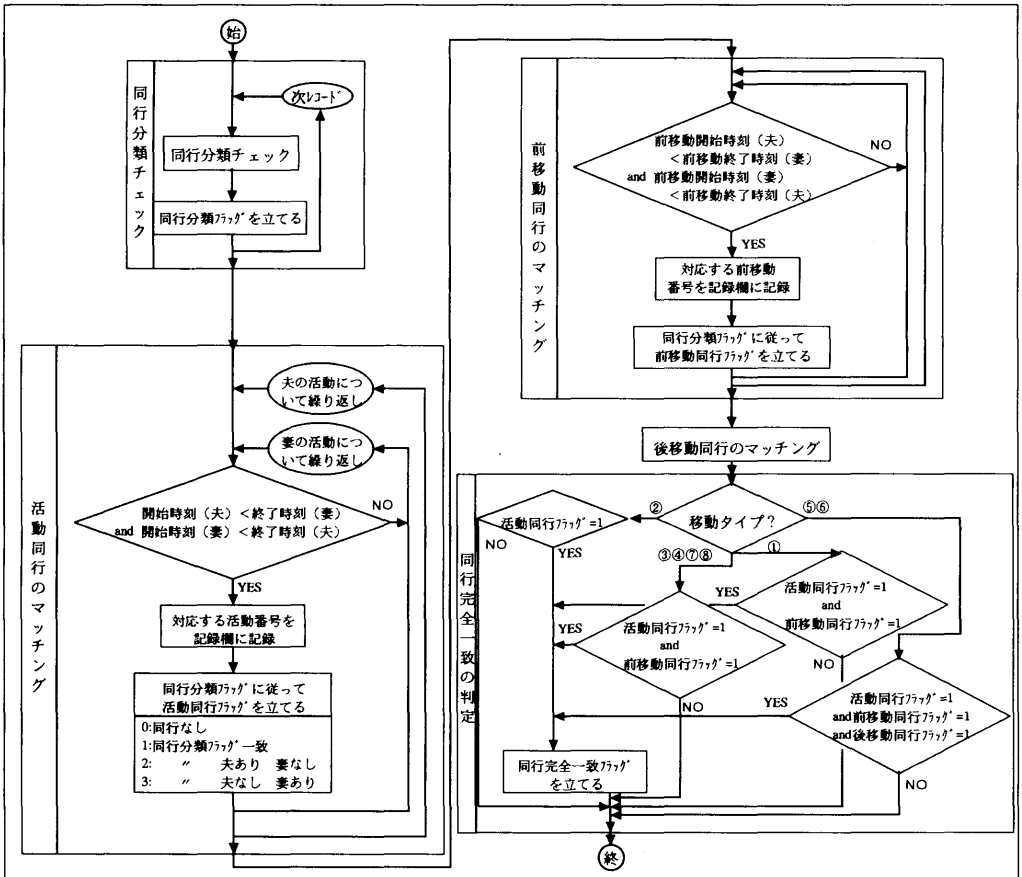 始
同行分類チェック
次レコード
同行分類チェック
同行分類フラグを立てる
活動同行のマッチング
夫の活動につ
いて繰り返し
妻の活動につ
いて繰り返し
開始時刻（夫）＜終了時刻（妻）
and 開始時刻（妻）＜終了時刻（夫）
NO
YES
対応する活動番号を
記録欄に記録
同行分類フラグに従って
活動同行フラグを立てる
0:同行なし
1:同行分類フラグ一致
2: 〃 夫あり 妻なし
3: 〃 夫なし 妻あり
前移動同行のマッチング
前移動開始時刻（夫）
＜前移動終了時刻（妻）
and 前移動開始時刻（妻）
＜前移動終了時刻（夫）
NO
YES
対応する前移動
番号を記録欄に記録
同行分類フラグに従って
前移動同行フラグを立てる
後移動同行のマッチング
同行完全一致の判定
移動タイプ？
②
⑤⑥
③④⑦⑧
①
活動同行フラグ=1
NO
YES
活動同行フラグ=1
and
前移動同行フラグ=1
YES
NO
活動同行フラグ=1
and
前移動同行フラグ=1
YES
NO
活動同行フラグ=1
and前移動同行フラグ=1
and後移動同行フラグ=1
YES
NO
同行完全一致フラグ
を立てる
終